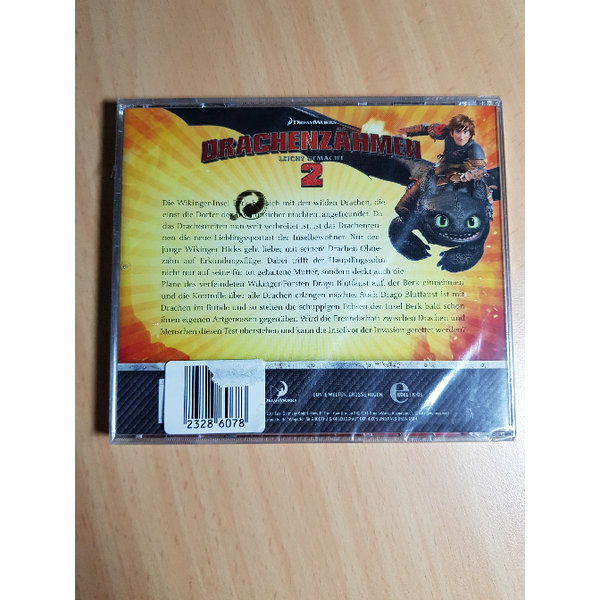 DREAMWORKS
DRACHENZÄHMEN
LEICHT GEMACHT
2
Die Wikinger-Insel sich mit den wilden Drachen, die
einst die Dörfer der unsicher machten, angefreundet. Da
das Drachenreiten nun weit verbreitet ist, ist das Drachenren-
nen die neue Lieblingssportart der Inselbewohner. Nur der
junge Wikinger Hicks geht lieber mit seinem Drachen Ohne-
zahn auf Erkundungsflüge. Dabei trifft der Häuptlingssohn
nicht nur auf seine für tot gehaltene Mutter, sondern deckt auch die
Pläne des verfeindeten Wikinger-Fürsten Drago Blutfaust auf, der Berk einnehmen
und die Kontrolle über alle Drachen erlangen möchte. Auch Drago Blutfaust ist mit
Drachen im Bunde und so stehen die schuppigen Echsen der Insel Berk bald schon
ihren eigenen Artgenossen gegenüber. Wird die Freundschaft zwischen Drachen und
Menschen diesen Test überstehen und kann die Insel vor der Invasion gerettet werden?
DREAMWORKS
e
EDEL:KIDS
2328 6078